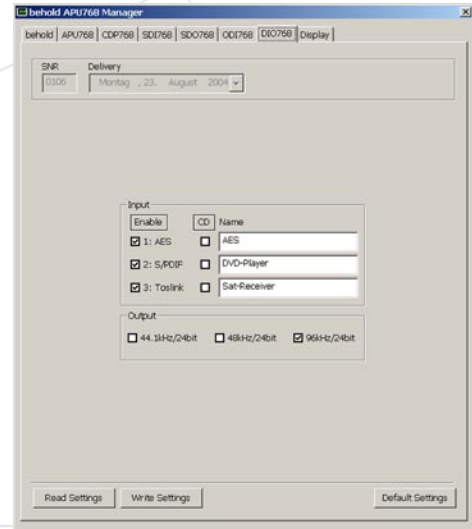 behold APU768 Manager
behold APU768 CDP768 SDI768 SDO768 ODI768 DIO768 Display
SNR Delivery
0106 Montag , 23. August 2004
Input
Enable CD Name
1: AES AES
2: S/PDIF DVD-Player
3: Toslink Sat-Receiver
Output
44.1kHz/24bit 48kHz/24bit 96kHz/24bit
Read Settings Write Settings Default Settings